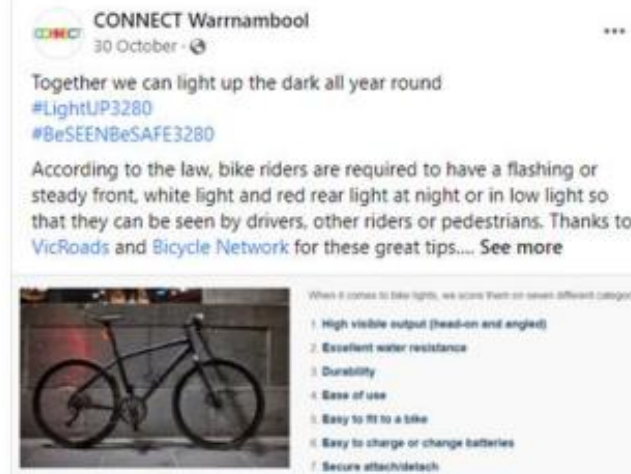 CONNECT
CONNECT Warrnambool
30 October ·
Together we can light up the dark all year round
#LightUP3280
#BeSEENBeSAFE3280
According to the law, bike riders are required to have a flashing or
steady front, white light and red rear light at night or in low light so
that they can be seen by drivers, other riders or pedestrians. Thanks to
VicRoads and Bicycle Network for these great tips.... See more
When it comes to bike lights, we score them on seven different categor
1. High visible output (head-on and angled)
2. Excellent water resistance
3. Durability
4. Ease of use
5. Easy to fit to a bike
6. Easy to charge or change batteries
7. Secure attach/detach